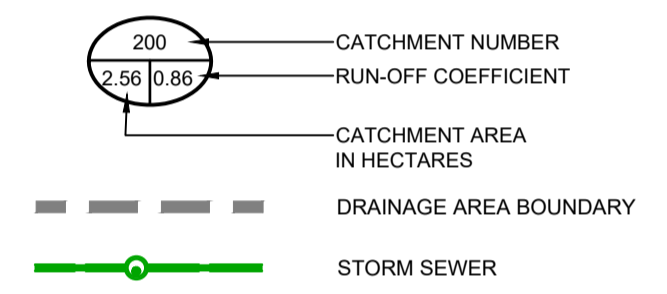 200
CATCHMENT NUMBER
2.56 0.86
RUN-OFF COEFFICIENT
CATCHMENT AREA
IN HECTARES
DRAINAGE AREA BOUNDARY
STORM SEWER